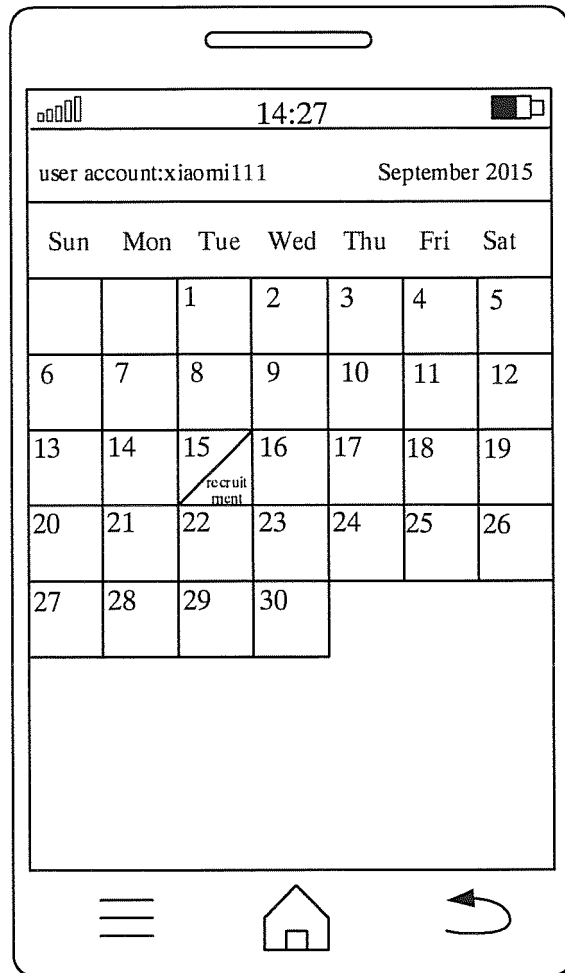 14:27
user account:xiaomi111 September 2015
Sun Mon Tue Wed Thu Fri Sat
1 2 3 4 5
6 7 8 9 10 11 12
13 14 15 16 17 18 19
recruit
ment
20 21 22 23 24 25 26
27 28 29 30